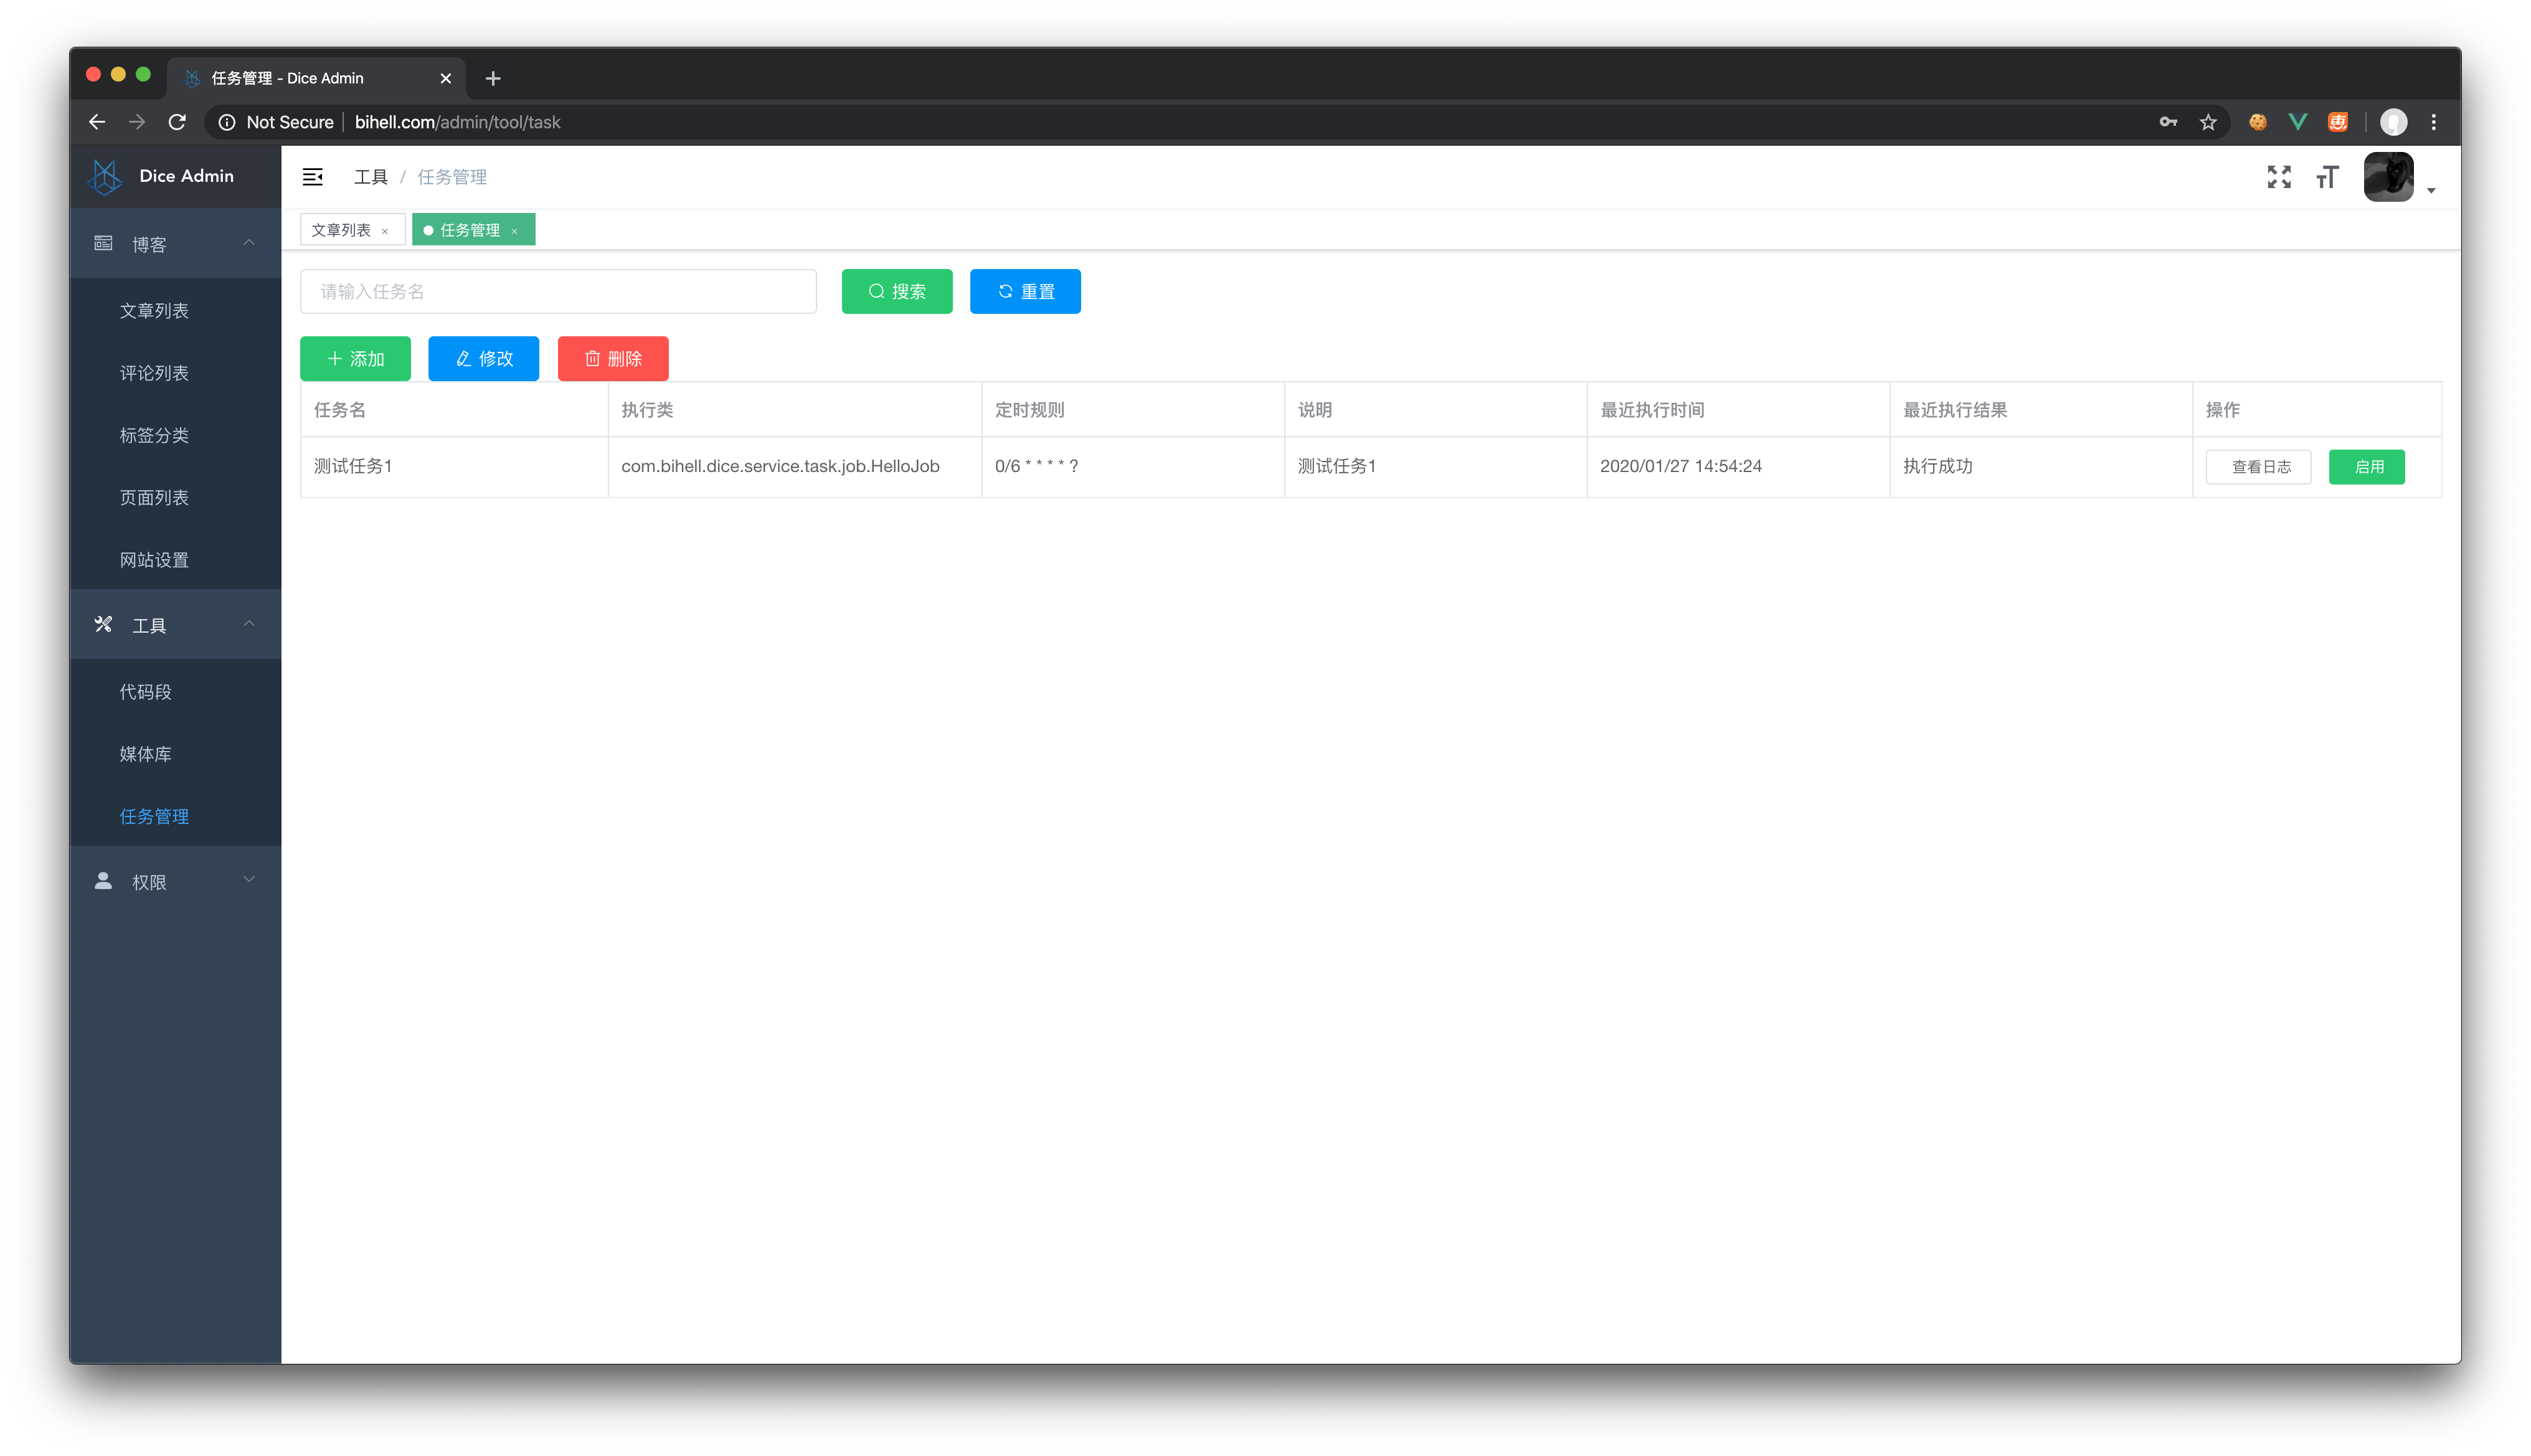 任务管理 - Dice Admin
Not Secure | bihell.com/admin/tool/task
Dice Admin
工具 / 任务管理
文章列表 ×
任务管理 ×
请输入任务名
搜索
重置
添加
修改
删除
任务名 执行类 定时规则 说明 最近执行时间 最近执行结果 操作
测试任务1 com.bihell.dice.service.task.job.HelloJob 0/6 * * * * ? 测试任务1 2020/01/27 14:54:24 执行成功 查看日志 启用
博客
文章列表
评论列表
标签分类
页面列表
网站设置
工具
代码段
媒体库
任务管理
权限